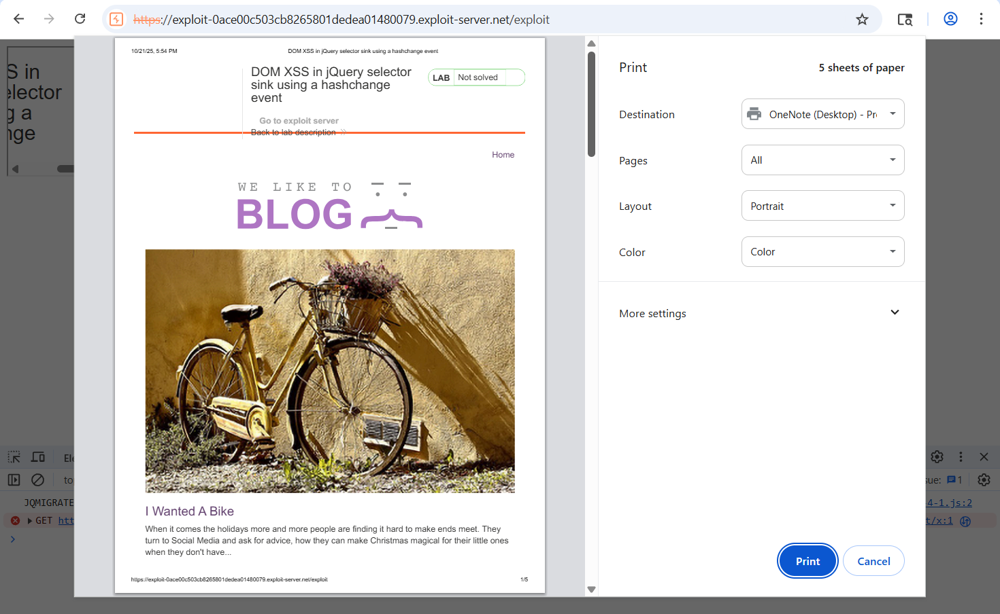 https://exploit-0ace00c503cb8265801dedea01480079.exploit-server.net/exploit
S in
elector
g a
nge
10/21/25, 5:54 PM
DOM XSS in jQuery selector sink using a hashchange event
DOM XSS in jQuery selector
sink using a hashchange
event
LAB Not solved
Go to exploit server
Back to lab description
Home
WE LIKE TO
BLOG
I Wanted A Bike
When it comes the holidays more and more people are finding it hard to make ends meet. They
turn to Social Media and ask for advice, how they can make Christmas magical for their little ones
when they don't have...
https://exploit-0ace00c503cb8265801dedea01480079.exploit-server.net/exploit
1/5
Print
5 sheets of paper
Destination
OneNote (Desktop) - Pr
Pages
All
Layout
Portrait
Color
Color
More settings
Print
Cancel
Ele
to
sue: 1
JQMIGRATE
4-1.js:2
GET htt
t/x:1